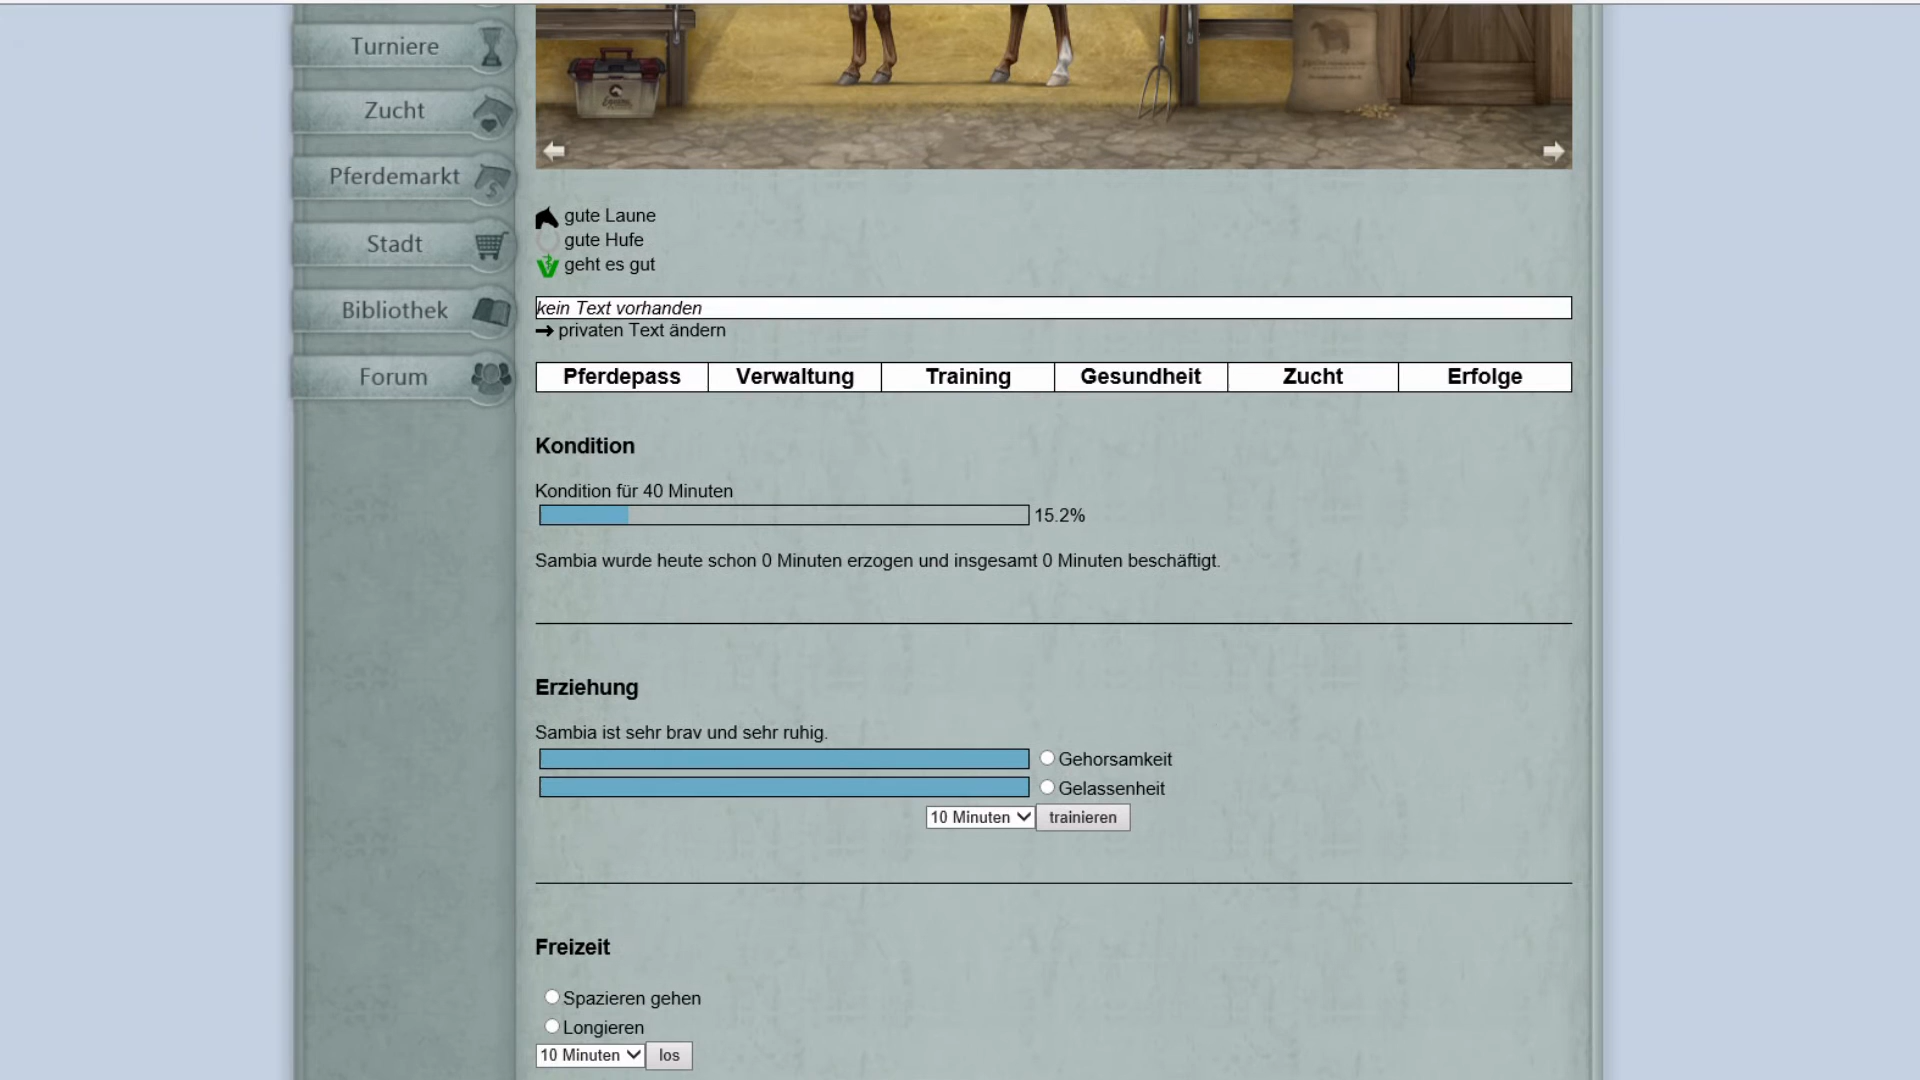 Turniere
Zucht
Pferdemarkt
Stadt
Bibliothek
Forum
gute Laune
gute Hufe
geht es gut
kein Text vorhanden
privaten Text ändern
Pferdepass Verwaltung Training Gesundheit Zucht Erfolge
Kondition
Kondition für 40 Minuten
15.2%
Sambia wurde heute schon 0 Minuten erzogen und insgesamt 0 Minuten beschäftigt.
Erziehung
Sambia ist sehr brav und sehr ruhig.
Gehorsamkeit
Gelassenheit
10 Minuten trainieren
Freizeit
Spazieren gehen
Longieren
10 Minuten los